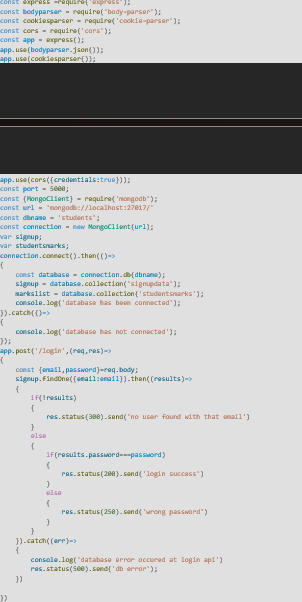 const express =require('express');
const bodyparser = require('body-parser');
const cookiesparser = require('cookie-parser');
const cors = require('cors');
const app = express();
app.use(bodyparser.json());
app.use(cookiesparser());
app.use(cors({credentials:true}));
const port = 5000;
const {MongoClient} = require('mongodb');
const url = "mongodb://localhost:27017/"
const dbname = 'students';
const connection = new MongoClient(url);
var signup;
var studentsmarks;
connection.connect().then(()=>
{
    const database = connection.db(dbname);
    signup = database.collection('signupdata');
    markslist = database.collection('studentsmarks');
    console.log('database has been connected');
}).catch(()=>
{
    console.log('database has not connected');
});
app.post('/login',(req,res)=>
{
    const {email,password}=req.body;
    signup.findOne({email:email}).then((results)=>
    {
        if(!results)
        {
            res.status(300).send('no user found with that email')
        }
        else
        {
            if(results.password===password)
            {
                res.status(200).send('login success')
            }
            else
            {
                res.status(250).send('wrong password')
            }
        }
    }).catch((err)=>
    {
        console.log('database error occured at login api')
        res.status(500).send('db error');
    })
})